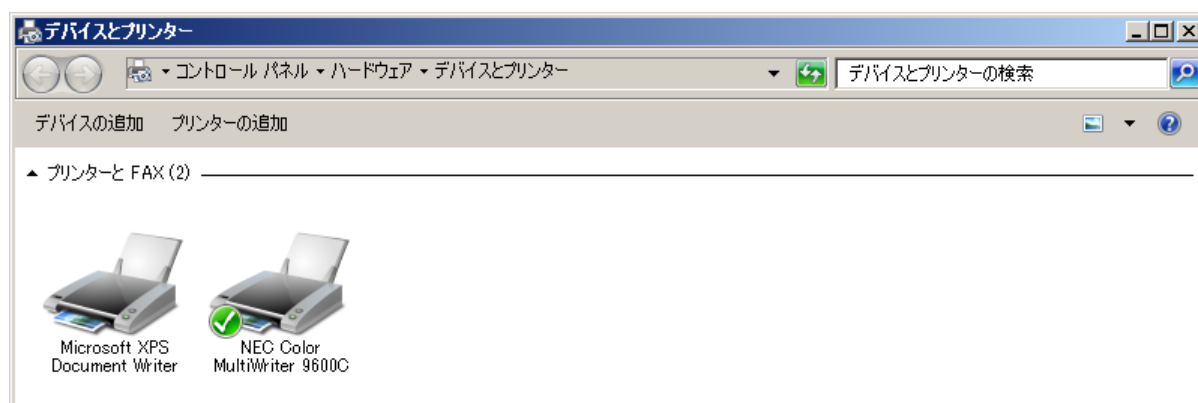 デバイスとプリンター
コントロール パネル ハードウェア デバイスとプリンター デバイスとプリンターの検索
デバイスの追加 プリンターの追加
プリンターと FAX (2)
Microsoft XPS
Document Writer
NEC Color
MultiWriter 9600C